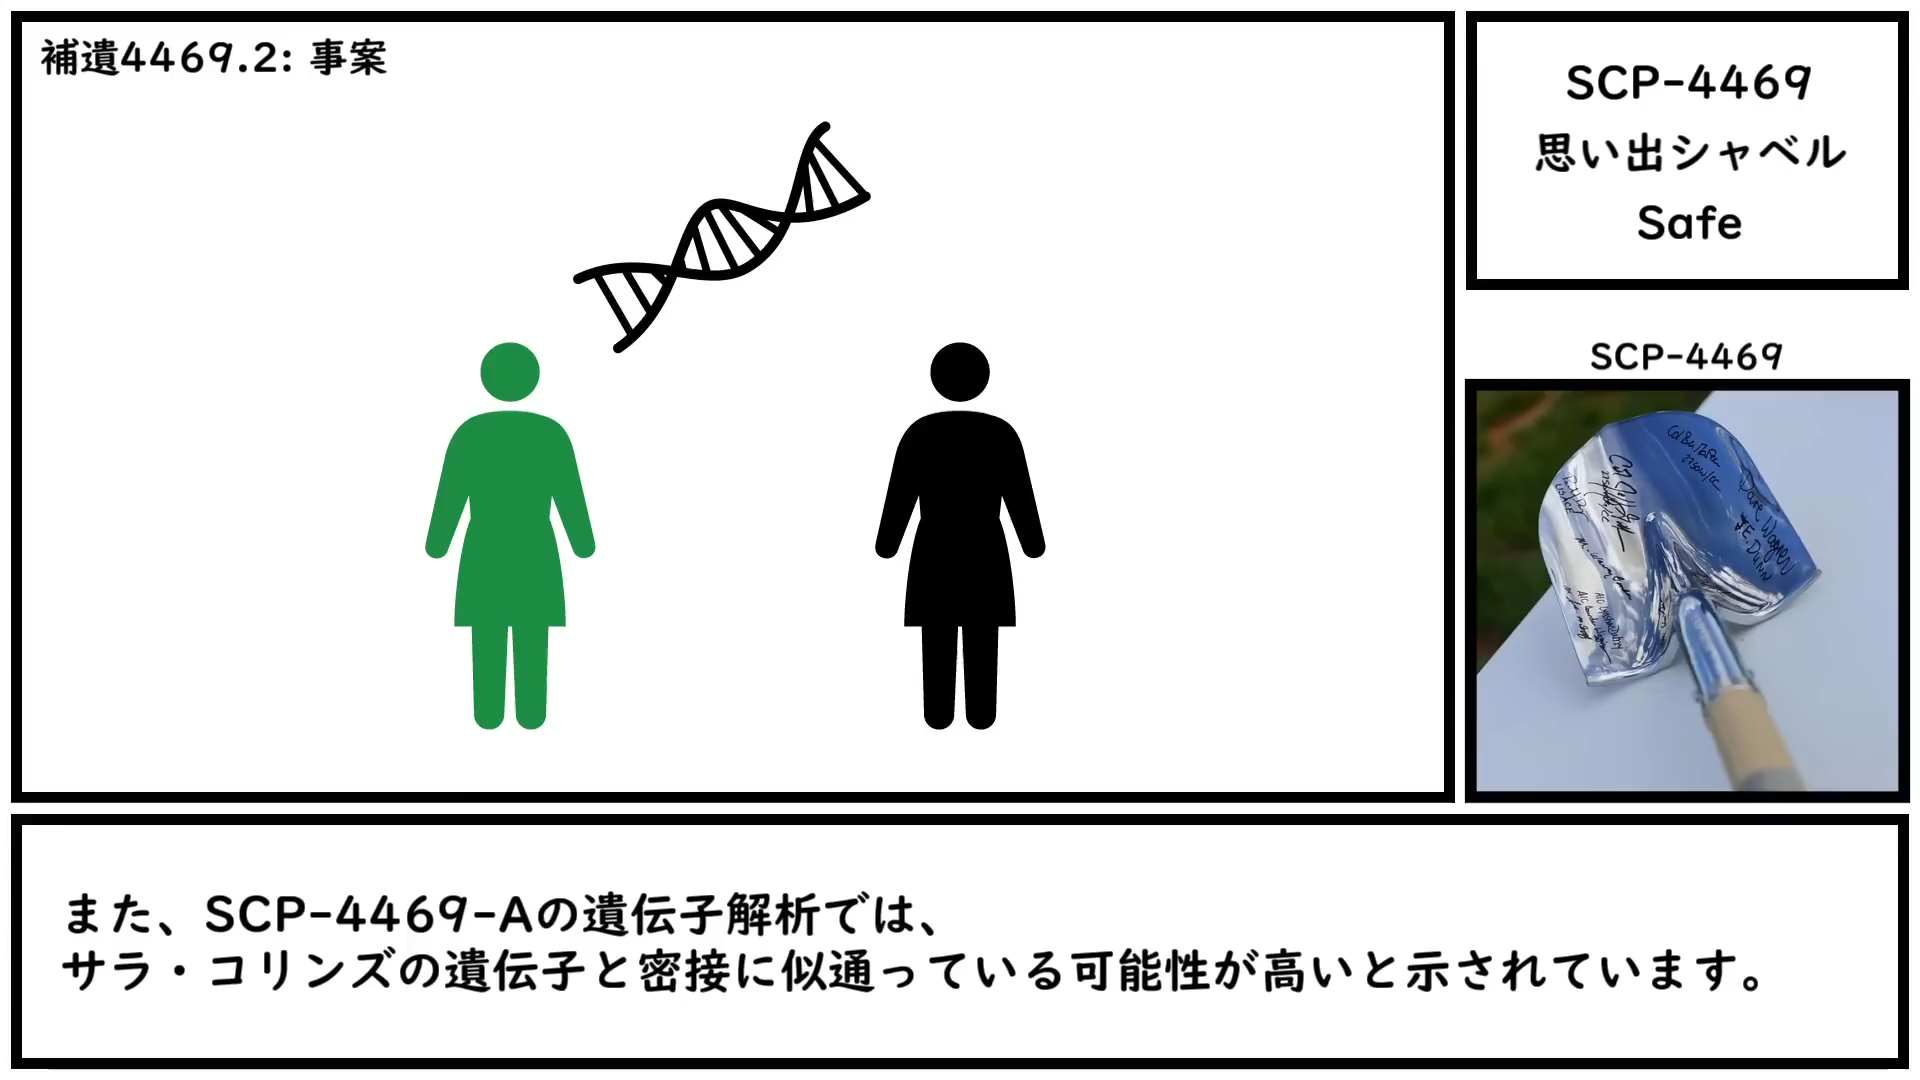 補遺4469.2: 事案
SCP-4469
思い出シャベル
Safe
SCP-4469
Dave Wagner
J.E. DUNN
また、SCP-4469-Aの遺伝子解析では、
サラ・コリンズの遺伝子と密接に似通っている可能性が高いと示されています。